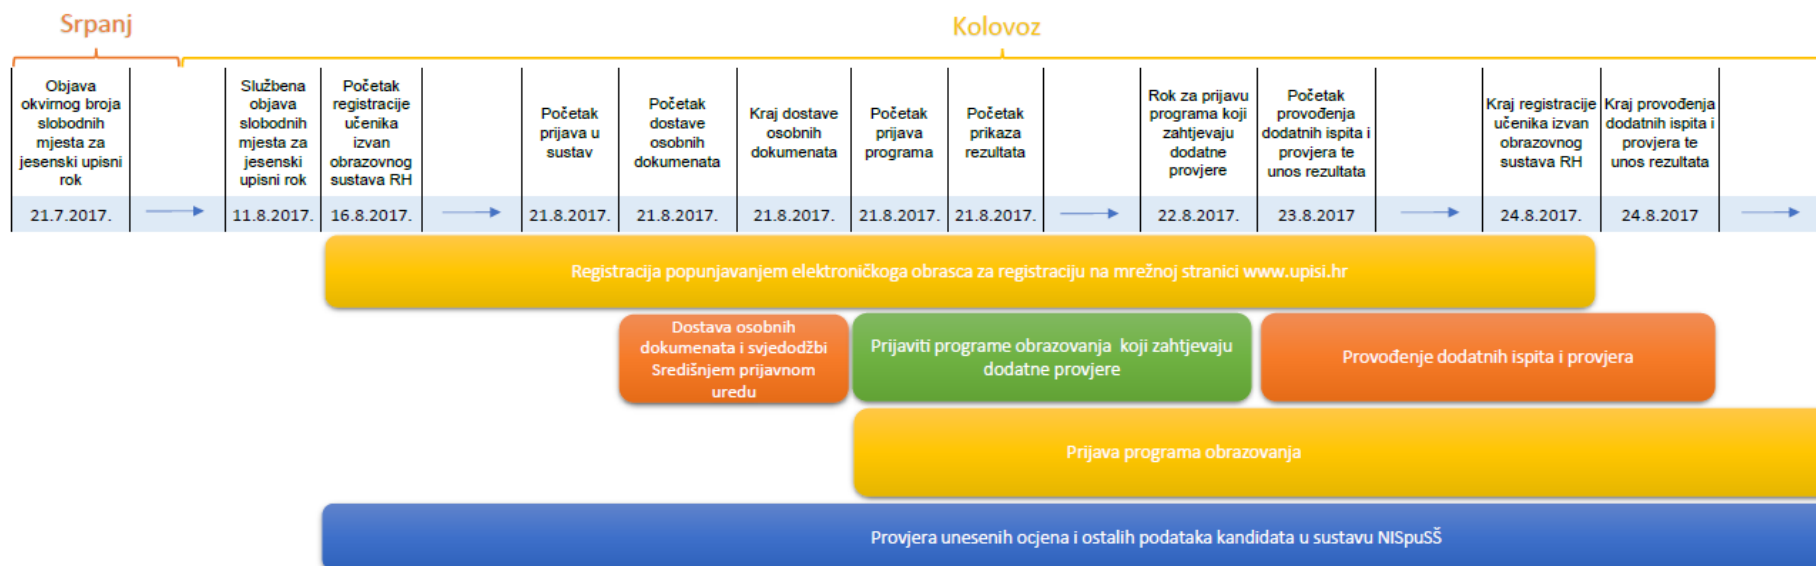 Srpanj
Kolovoz
Objava
okvirnog broja
slobodnih
mjesta za
jesenski upisni
rok
Službena
objava
slobodnih
mjesta za
jesenski
upisni rok
Početak
registracije
učenika
izvan
obrazovnog
sustava RH
Početak
prijava u
sustav
Početak
dostave
osobnih
dokumenata
Kraj dostave
osobnih
dokumenata
Početak
prijava
programa
Početak
prikaza
rezultata
Rok za prijavu
programa koji
zahtjevaju
dodatne
provjere
Početak
provođenja
dodatnih ispita i
provjera te
unos rezultata
Kraj registracije
učenika izvan
obrazovnog
sustava RH
Kraj provođenja
dodatnih ispita i
provjera te
unos rezultata
21.7.2017.
11.8.2017.
16.8.2017.
21.8.2017.
21.8.2017.
21.8.2017.
21.8.2017.
21.8.2017.
22.8.2017.
23.8.2017
24.8.2017.
24.8.2017
Registracija popunjavanjem elektroničkoga obrasca za registraciju na mrežnoj stranici www.upisi.hr
Dostava osobnih
dokumenata i svjedodžbi
Središnjem prijavnom
uredu
Prijaviti programe obrazovanja koji zahtjevaju
dodatne provjere
Provođenje dodatnih ispita i provjera
Prijava programa obrazovanja
Provjera unesenih ocjena i ostalih podataka kandidata u sustavu NISpuSŠ